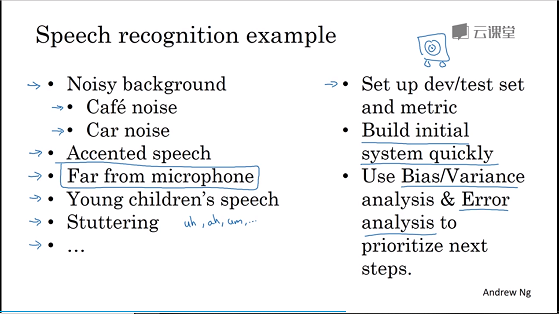 Speech recognition example
云课堂
Noisy background
Café noise
Car noise
Accented speech
Far from microphone
Young children's speech
Stuttering uh, ah, um, ...
...
Set up dev/test set
and metric
Build initial
system quickly
Use Bias/Variance
analysis & Error
analysis to
prioritize next
steps.
Andrew Ng